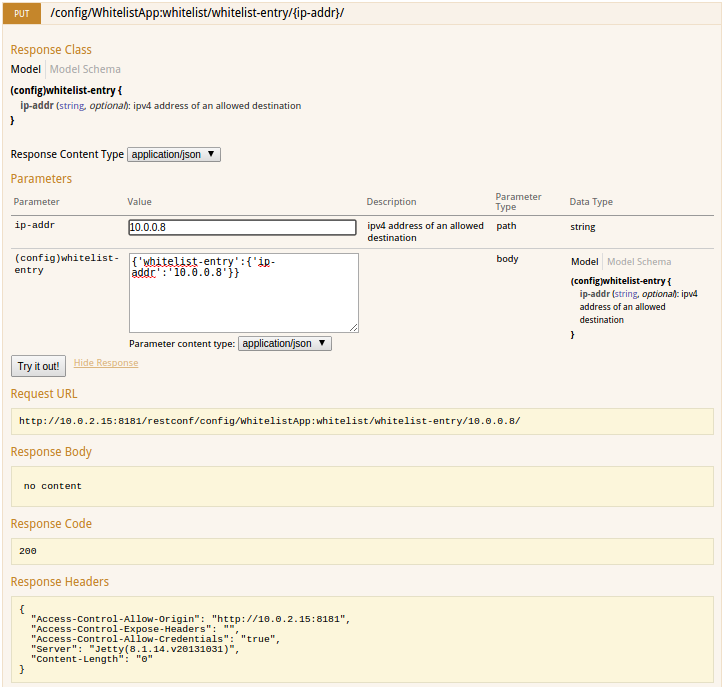 PUT /config/WhitelistApp:whitelist/whitelist-entry/{ip-addr}/
Response Class
Model Model Schema
(config)whitelist-entry {
ip-addr (string, optional): ipv4 address of an allowed destination
}
Response Content Type application/json ▼
Parameters
Parameter Value Description Parameter Type Data Type
ip-addr 10.0.0.8 ipv4 address of an allowed destination path string
(config)whitelist-entry {'whitelist-entry':{'ip-addr':'10.0.0.8'}} body Model Model Schema
(config)whitelist-entry {
ip-addr (string, optional): ipv4 address of an allowed destination
}
Parameter content type: application/json ▼
Try it out! Hide Response
Request URL
http://10.0.2.15:8181/restconf/config/WhitelistApp:whitelist/whitelist-entry/10.0.0.8/
Response Body
no content
Response Code
200
Response Headers
{
"Access-Control-Allow-Origin": "http://10.0.2.15:8181",
"Access-Control-Expose-Headers": "",
"Access-Control-Allow-Credentials": "true",
"Server": "Jetty(8.1.14.v20131031)",
"Content-Length": "0"
}